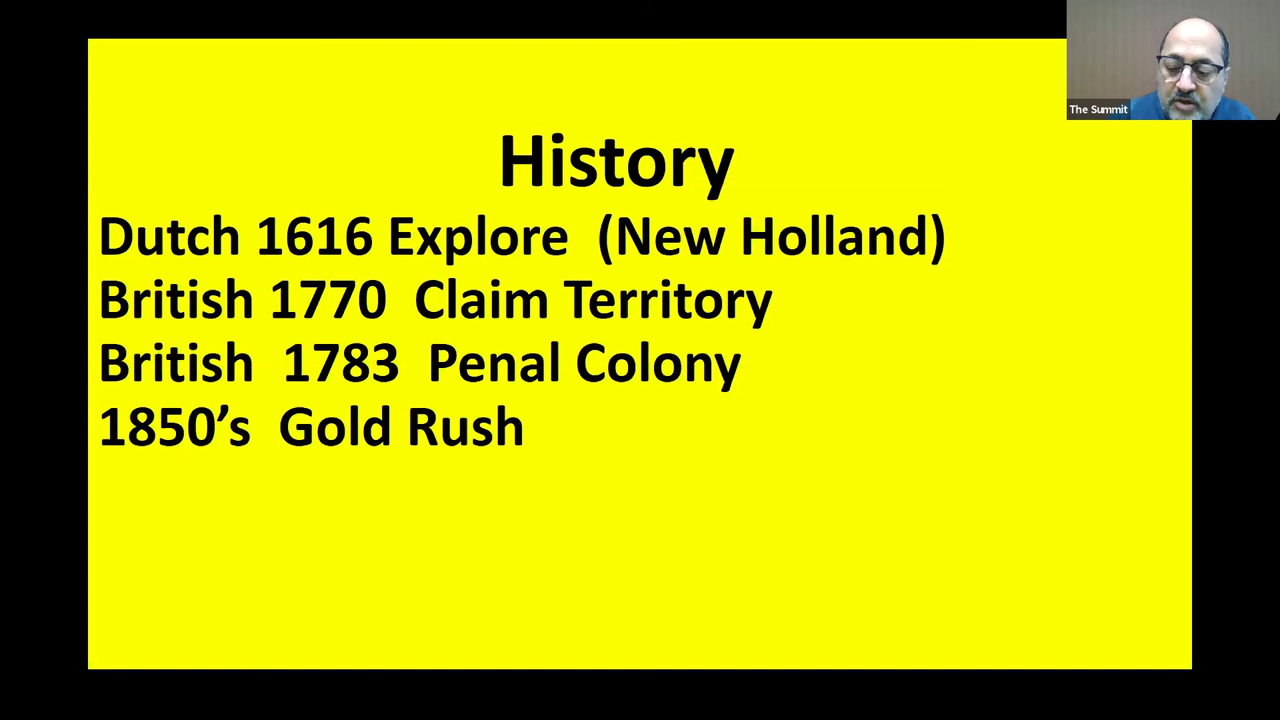 The Summit
History
Dutch 1616 Explore  (New Holland)
British 1770  Claim Territory
British  1783  Penal Colony
1850’s  Gold Rush